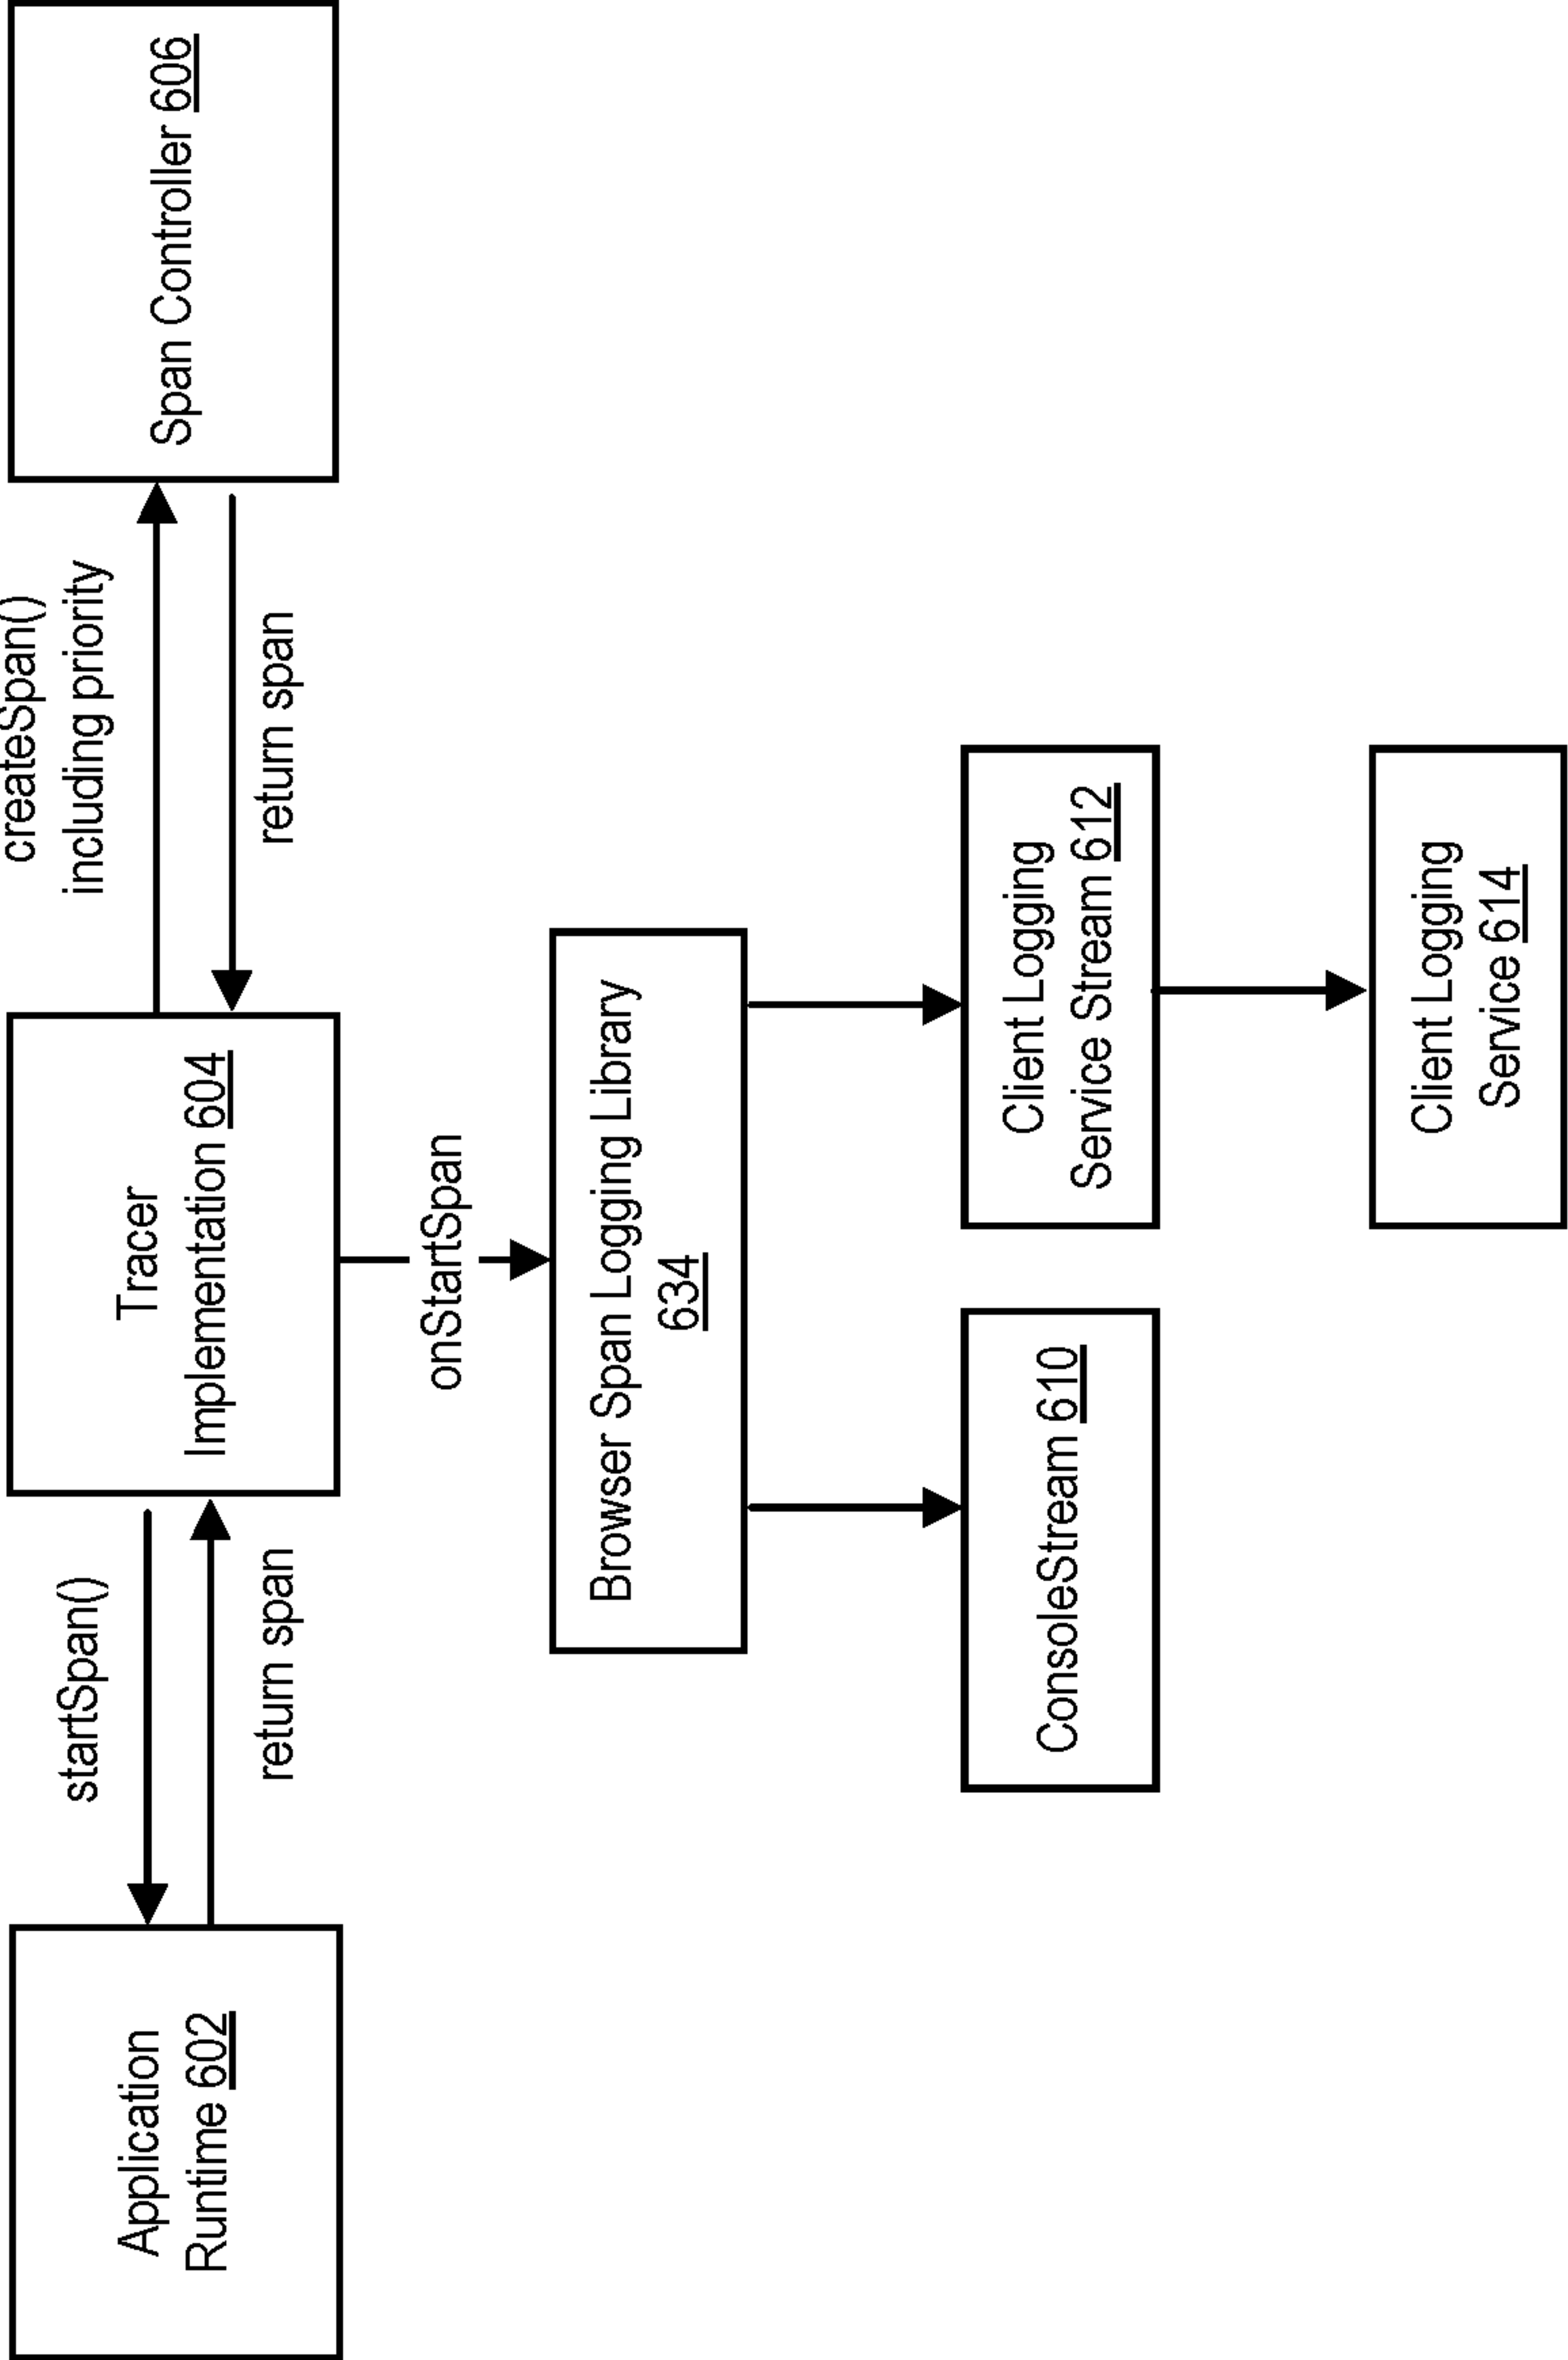 Application
Runtime 602
startSpan()
return span
Tracer
Implementation 604
createSpan()
including priority
return span
Span Controller 606
onStartSpan
Browser Span Logging Library
634
ConsoleStream 610
Client Logging
Service Stream 612
Client Logging
Service 614